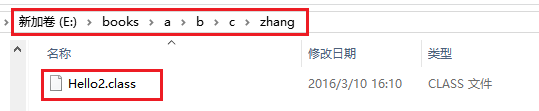 新加卷 (E:) > books > a > b > c > zhang
名称 修改日期 类型
Hello2.class 2016/3/10 16:10 CLASS 文件